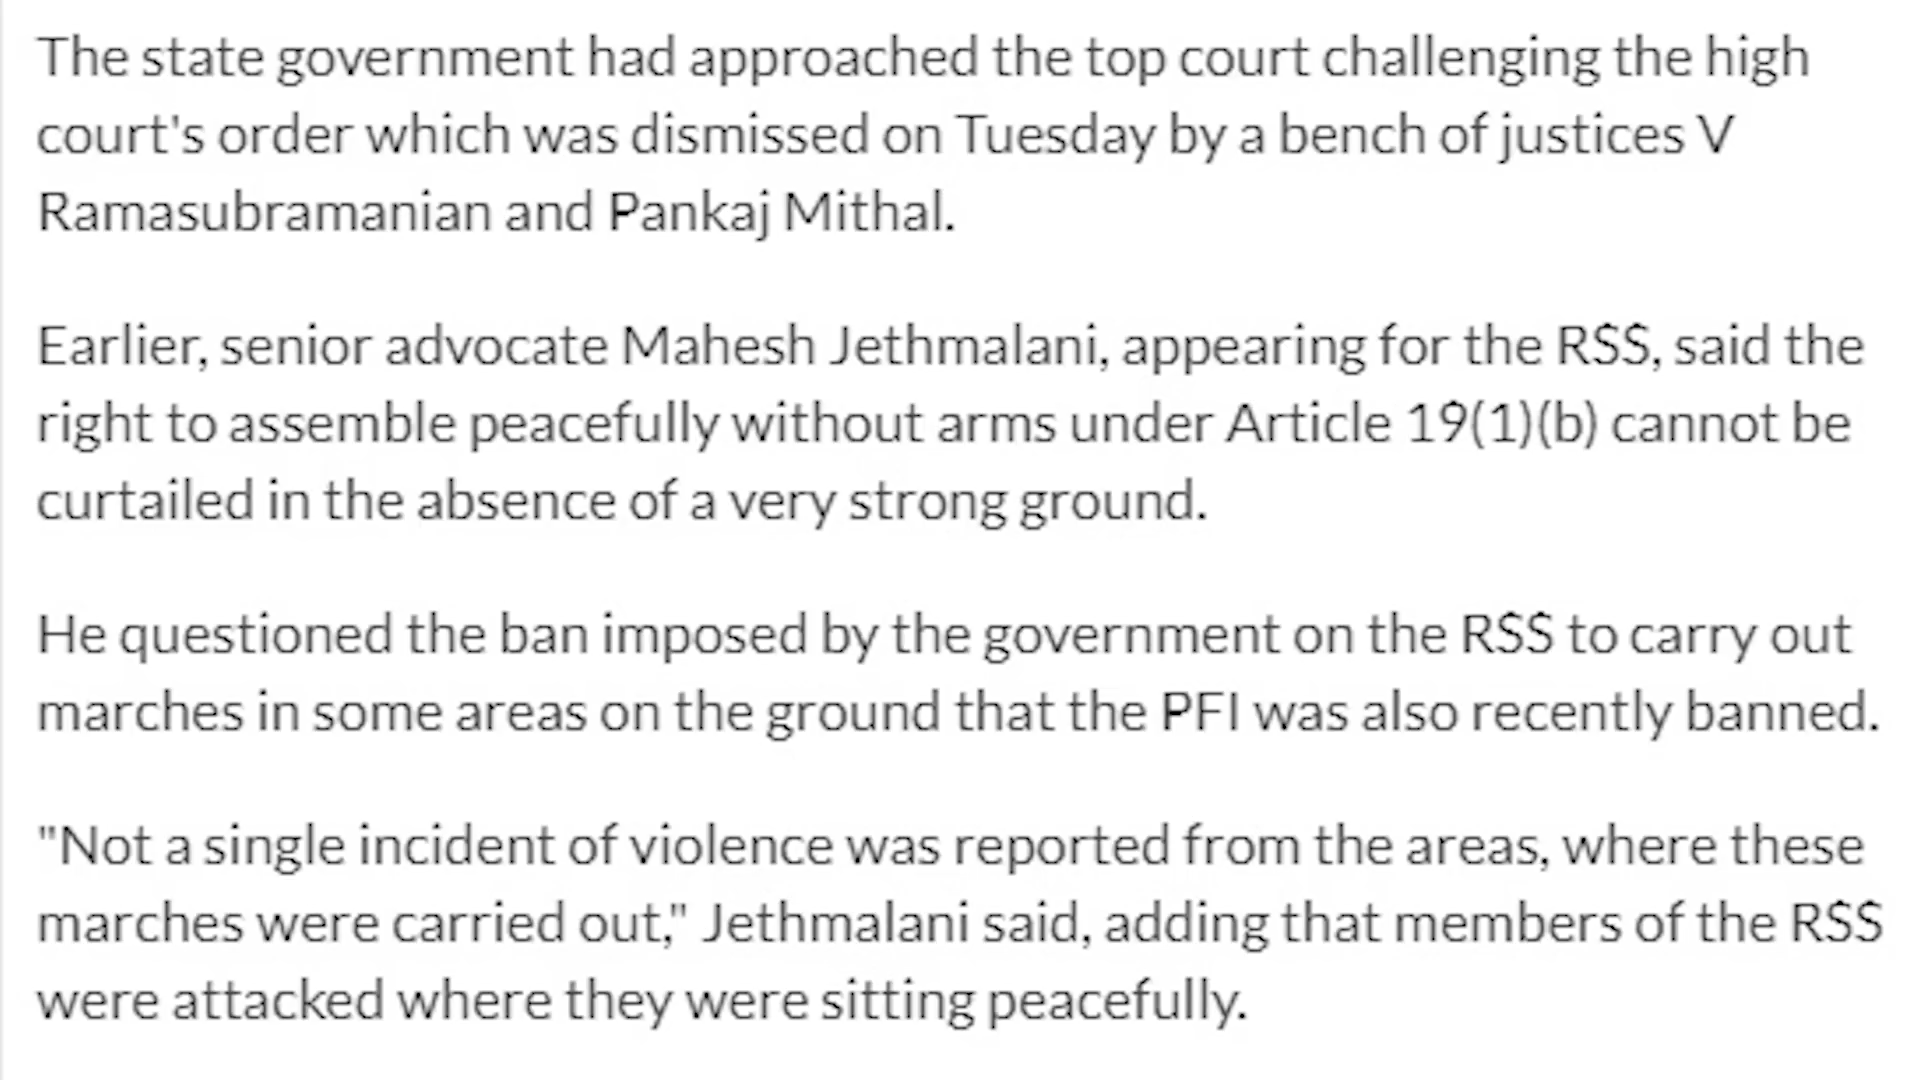 The state government had approached the top court challenging the high
court's order which was dismissed on Tuesday by a bench of justices V
Ramasubramanian and Pankaj Mithal.
Earlier, senior advocate Mahesh Jethmalani, appearing for the RSS, said the
right to assemble peacefully without arms under Article 19(1)(b) cannot be
curtailed in the absence of a very strong ground.
He questioned the ban imposed by the government on the RSS to carry out
marches in some areas on the ground that the PFI was also recently banned.
"Not a single incident of violence was reported from the areas, where these
marches were carried out," Jethmalani said, adding that members of the RSS
were attacked where they were sitting peacefully.